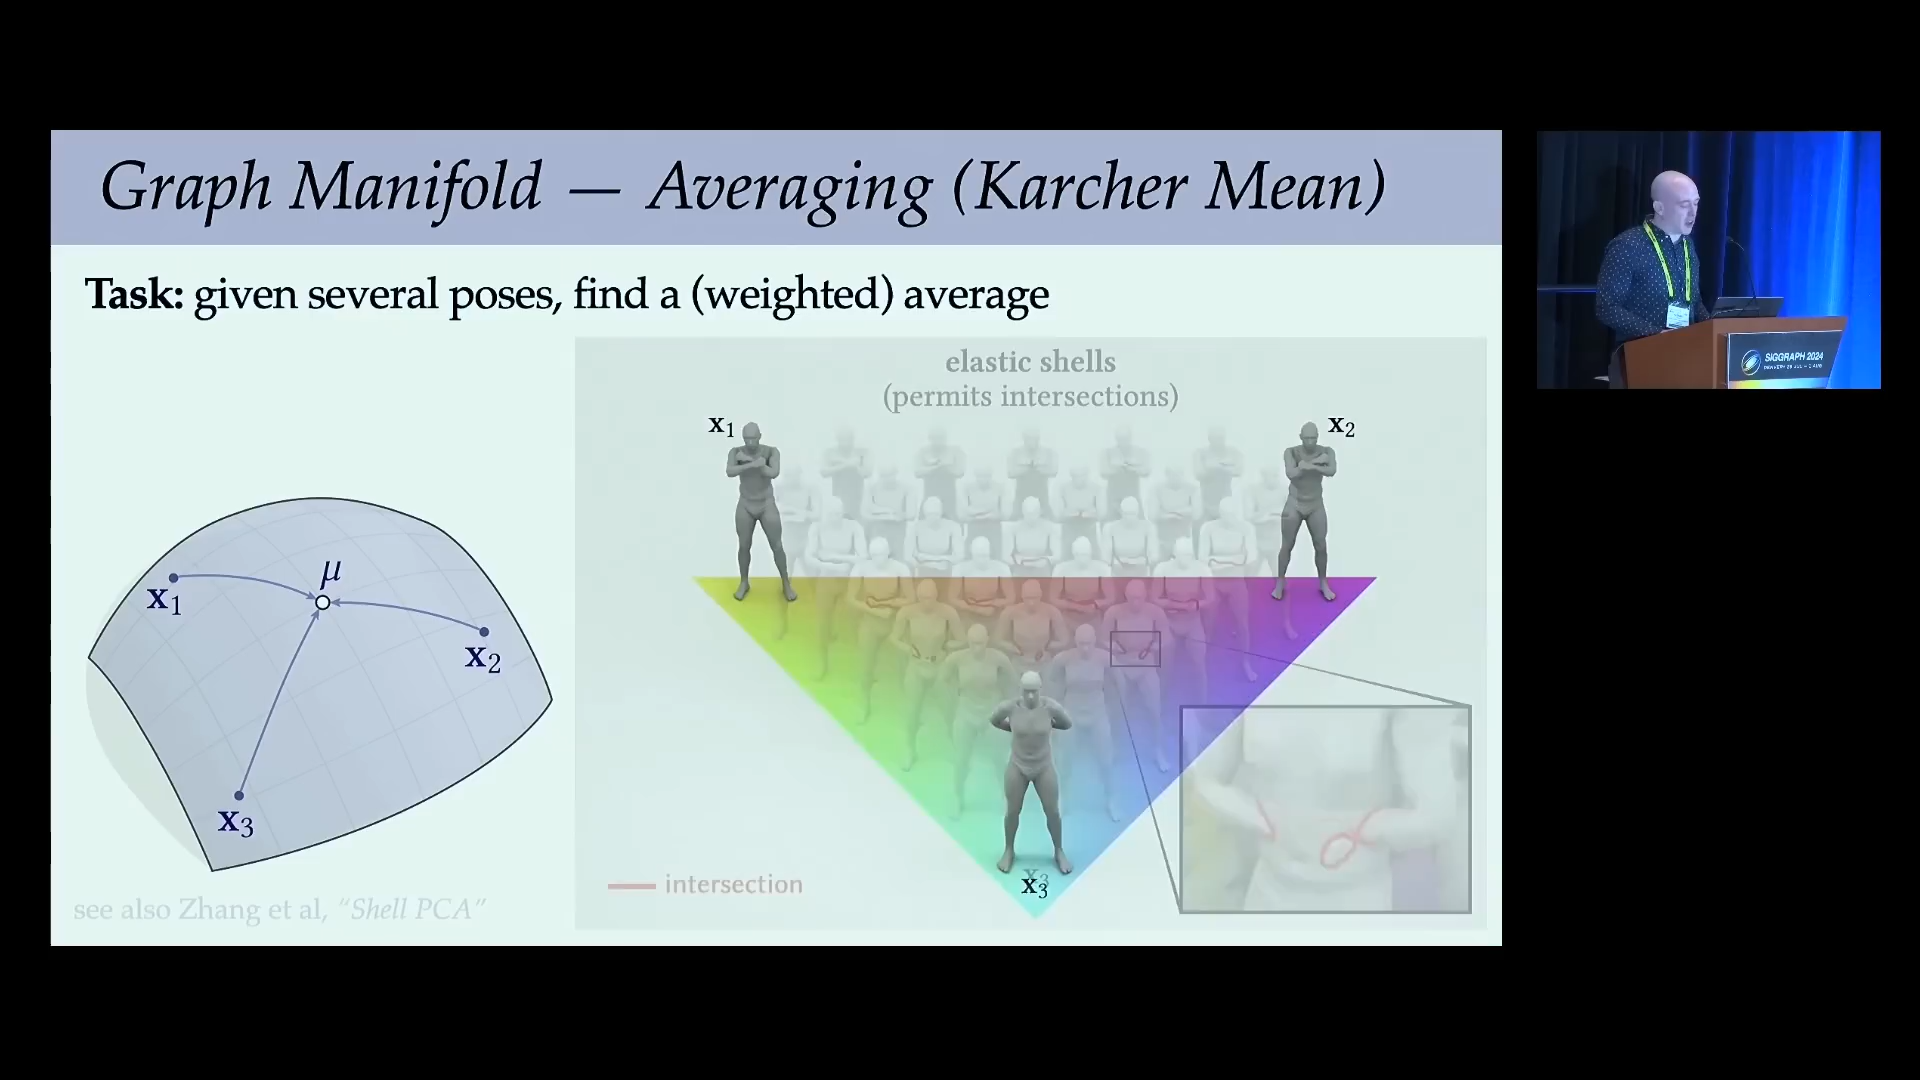 Graph Manifold — Averaging (Karcher Mean)
Task: given several poses, find a (weighted) average
elastic shells
(permits intersections)
x1
x2
μ
x1
x2
x3
x3
intersection
see also Zhang et al, “Shell PCA”
SIGGRAPH 2024